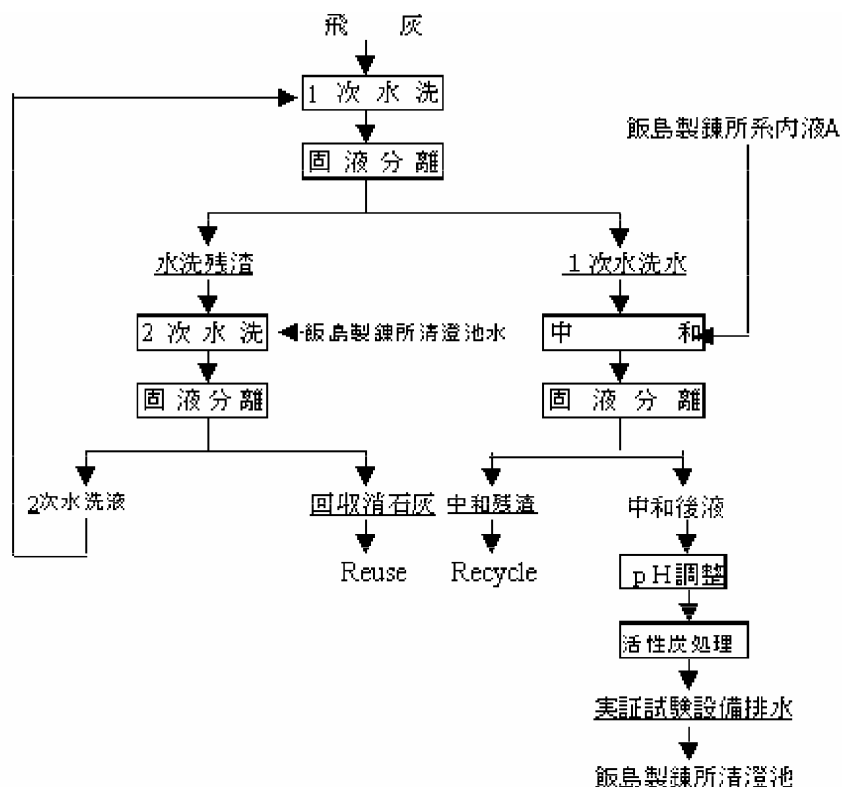 飛 灰
1 次 水 洗
飯島製錬所系内液A
固 液 分 離
水洗残渣
１次水洗水
2 次 水 洗
飯島製錬所清澄池水
中 和
固 液 分 離
固 液 分 離
2次水洗液
回収消石灰
中和残渣
中和後液
Reuse
Recycle
pH調整
活性炭処理
実証試験設備排水
飯島製錬所清澄池